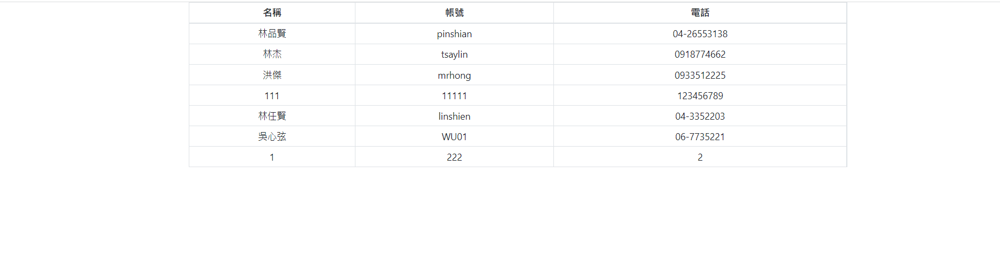 名稱 帳號 電話
林品賢 pinshian 04-26553138
林杰 tsaylin 0918774662
洪傑 mrhong 0933512225
111 11111 123456789
林任賢 linshien 04-3352203
吳心弦 WU01 06-7735221
1 222 2